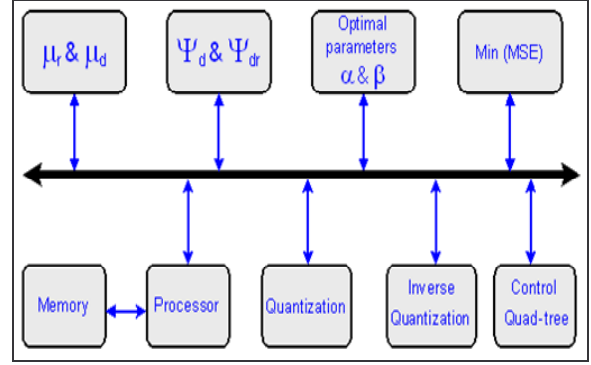 μr & μd
Ψd & Ψdr
Optimal
parameters
α & β
Min (MSE)
Memory
Processor
Quantization
Inverse
Quantization
Control
Quad-tree